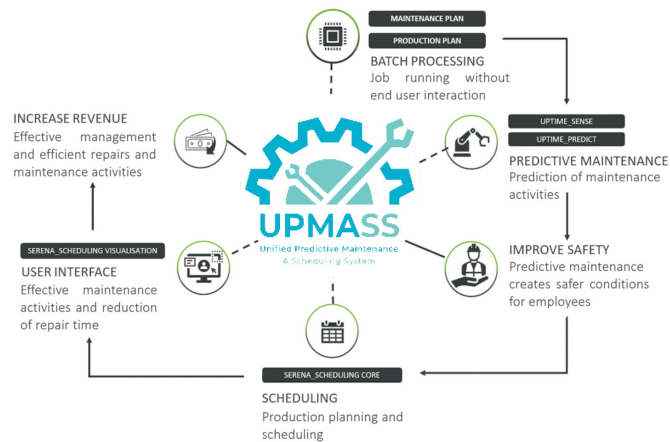 MAINTENANCE PLAN
PRODUCTION PLAN
BATCH PROCESSING
Job running without
end user interaction
INCREASE REVENUE
Effective management
and efficient repairs and
maintenance activities
UPTIME_SENSE
UPTIME_PREDICT
PREDICTIVE MAINTENANCE
Prediction of maintenance
activities
UPMASS
Unified Predictive Maintenance
& Scheduling System
SERENA_SCHEDULING VISUALISATION
USER INTERFACE
Effective maintenance
activities and reduction
of repair time
IMPROVE SAFETY
Predictive maintenance
creates safer conditions
for employees
SERENA_SCHEDULING CORE
SCHEDULING
Production planning and
scheduling